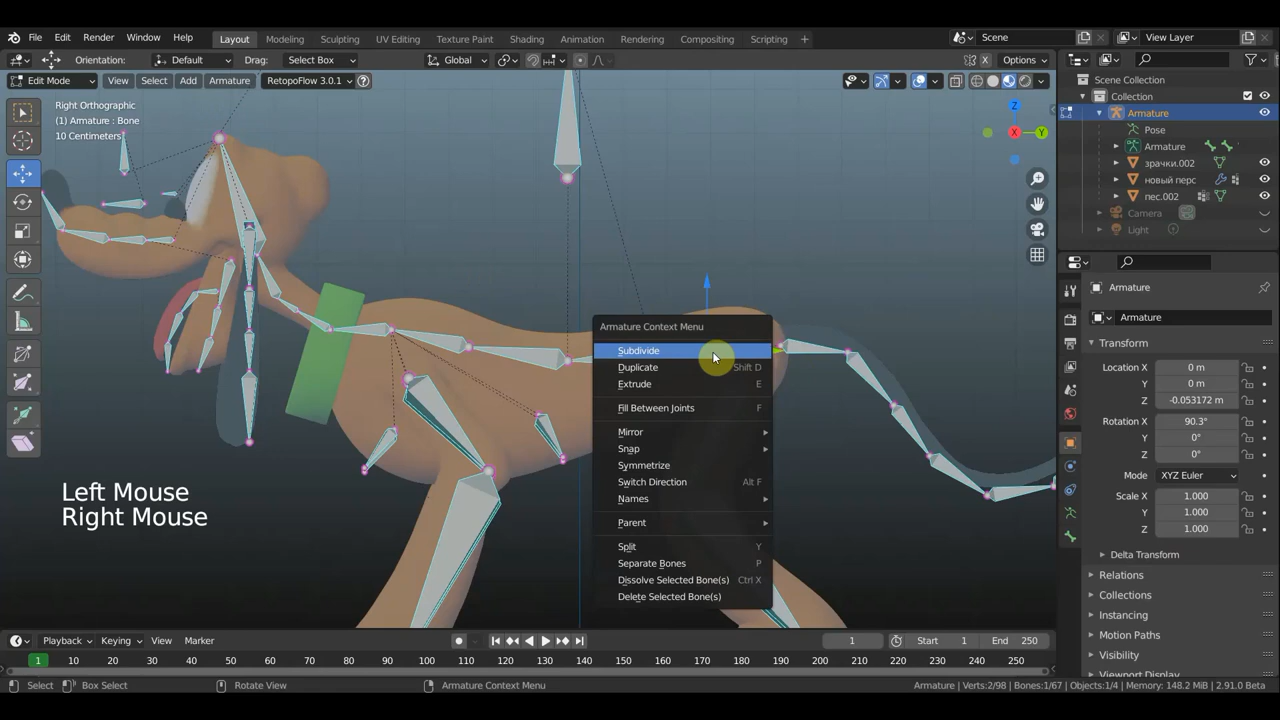 File Edit Render Window Help Layout Modeling Sculpting UV Editing Texture Paint Shading Animation Rendering Compositing Scripting + Scene View Layer
Orientation: Default Drag: Select Box Global X Options
Edit Mode View Select Add Armature RetopoFlow 3.0.1
Right Orthographic
(1) Armature : Bone
10 Centimeters
Z
X
Y
Armature Context Menu
Subdivide
Duplicate Shift D
Extrude E
Fill Between Joints F
Mirror
Snap
Symmetrize
Switch Direction Alt F
Names
Parent
Split Y
Separate Bones P
Dissolve Selected Bone(s) Ctrl X
Delete Selected Bone(s)
Left Mouse
Right Mouse
Scene Collection
Collection
Armature
Pose
Armature
зрачки.002
новый перс
пес.002
Camera
Light
Armature
Armature
Transform
Location X 0 m
Y 0 m
Z -0.053172 m
Rotation X 90.3°
Y 0°
Z 0°
Mode XYZ Euler
Scale X 1.000
Y 1.000
Z 1.000
Delta Transform
Relations
Collections
Instancing
Motion Paths
Visibility
Viewport Display
Playback Keying View Marker 1 Start 1 End 250
1 10 20 30 40 50 60 70 80 90 100 110 120 130 140 150 160 170 180 190 200 210 220 230 240 250
Select Box Select Rotate View Armature Context Menu Armature | Verts:2/98 | Bones:1/67 | Objects:1/4 | Memory: 148.2 MiB | 2.91.0 Beta